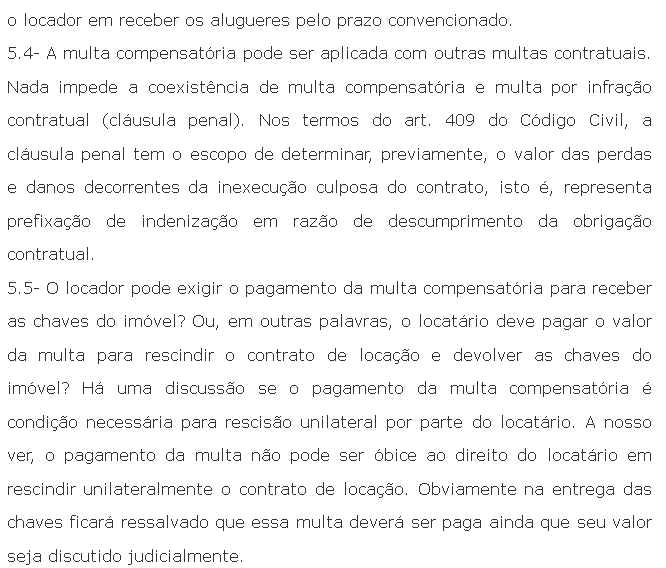 o locador em receber os alugueres pelo prazo convencionado.
5.4- A multa compensatória pode ser aplicada com outras multas contratuais.
Nada impede a coexistência de multa compensatória e multa por infração
contratual (cláusula penal). Nos termos do art. 409 do Código Civil, a
cláusula penal tem o escopo de determinar, previamente, o valor das perdas
e danos decorrentes da inexecução culposa do contrato, isto é, representa
prefixação de indenização em razão de descumprimento da obrigação
contratual.
5.5- O locador pode exigir o pagamento da multa compensatória para receber
as chaves do imóvel? Ou, em outras palavras, o locatário deve pagar o valor
da multa para rescindir o contrato de locação e devolver as chaves do
imóvel? Há uma discussão se o pagamento da multa compensatória é
condição necessária para rescisão unilateral por parte do locatário. A nosso
ver, o pagamento da multa não pode ser óbice ao direito do locatário em
rescindir unilateralmente o contrato de locação. Obviamente na entrega das
chaves ficará ressalvado que essa multa deverá ser paga ainda que seu valor
seja discutido judicialmente.